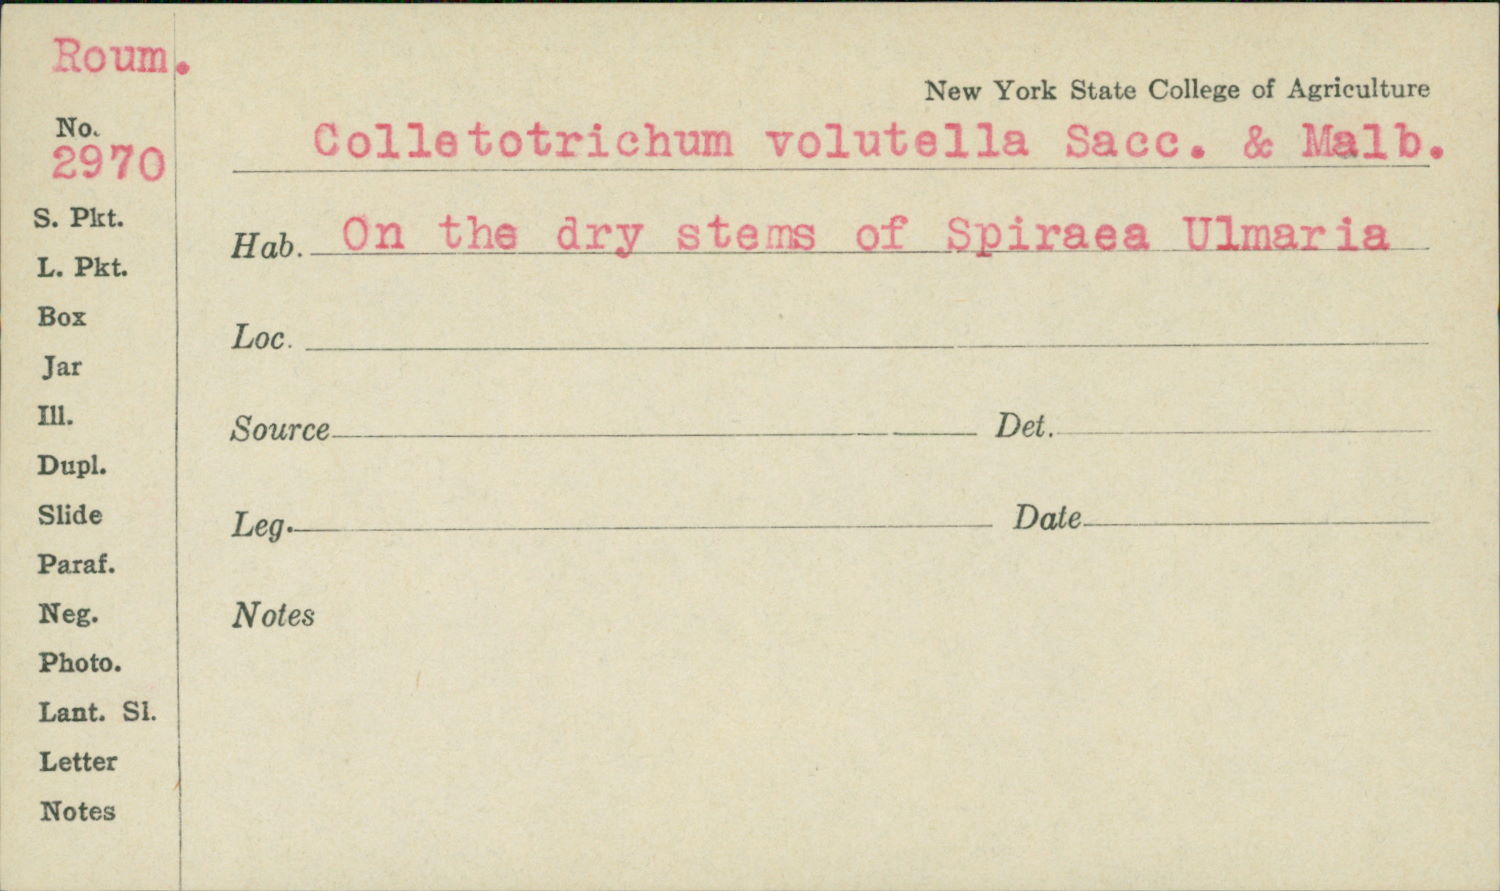 Roum.
New York State College of Agriculture
No.
2970
Colletotrichum volutella Sacc. & Malb.
S. Pkt.
Hab. On the dry stems of Spiraea Ulmaria
L. Pkt.
Box
Loc.
Jar
Ill.
Source Det.
Dupl.
Slide
Leg. Date
Paraf.
Neg.
Notes
Photo.
Lant. Sl.
Letter
Notes